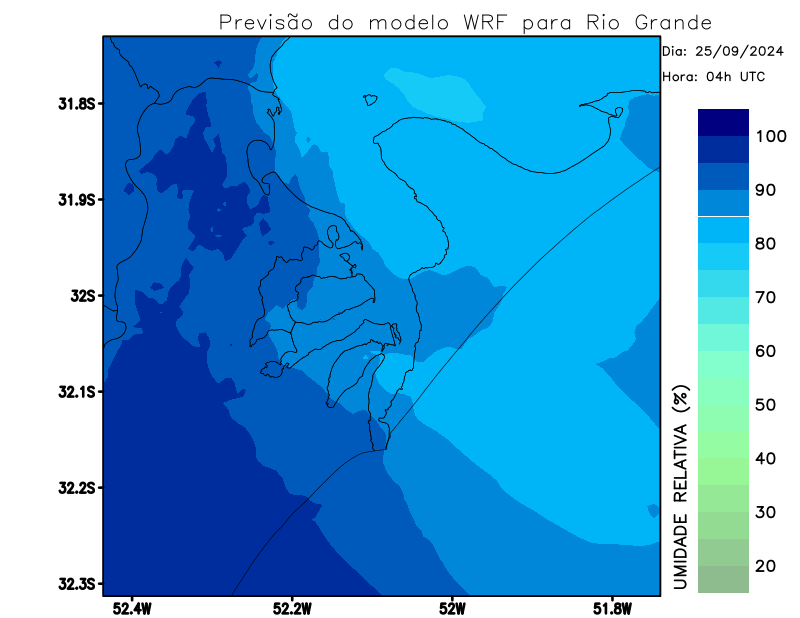 Previsão do modelo WRF para Rio Grande
Dia: 25/09/2024
Hora: 04h UTC
31.8S
31.9S
32S
32.1S
32.2S
32.3S
52.4W
52.2W
52W
51.8W
100
90
80
70
60
50
40
30
20
UMIDADE RELATIVA (%)